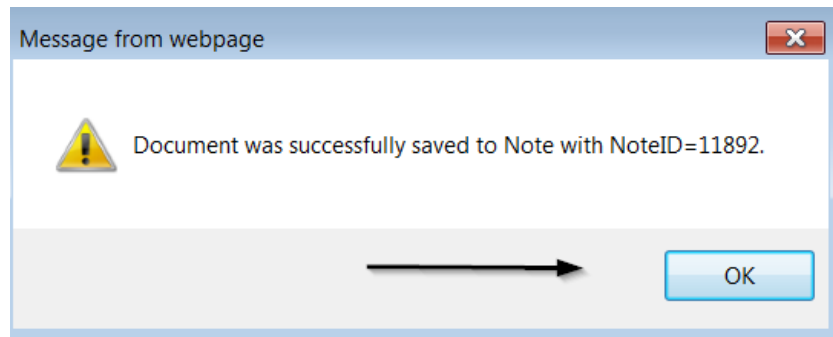 Message from webpage
Document was successfully saved to Note with NoteID=11892.
OK